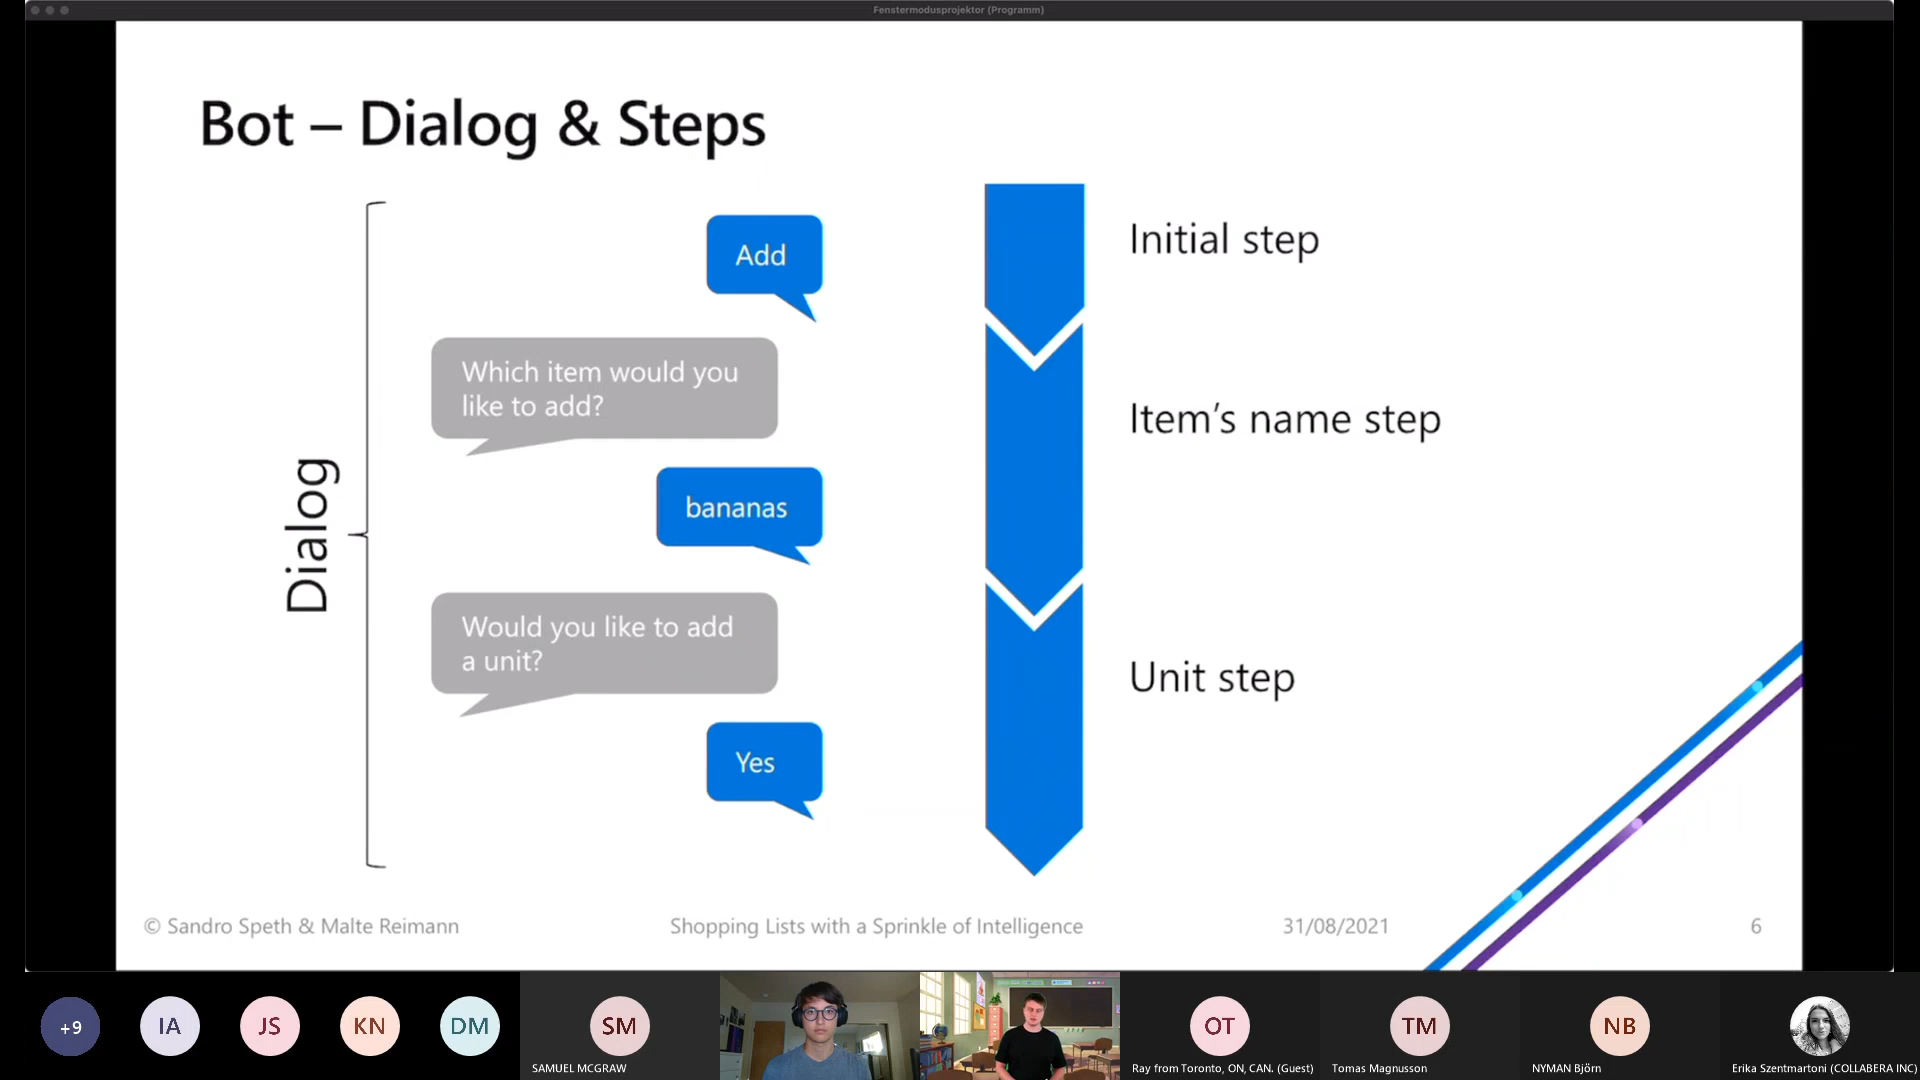 Fenstermodusprojektor (Programm)
Bot – Dialog & Steps
Dialog
Add
Which item would you
like to add?
bananas
Would you like to add
a unit?
Yes
Initial step
Item's name step
Unit step
© Sandro Speth & Malte Reimann
Shopping Lists with a Sprinkle of Intelligence
31/08/2021
6
+9
IA
JS
KN
DM
SM
SAMUEL MCGRAW
OT
Ray from Toronto, ON, CAN. (Guest)
TM
Tomas Magnusson
NB
NYMAN Björn
Erika Szentmartoni (COLLABERA INC)